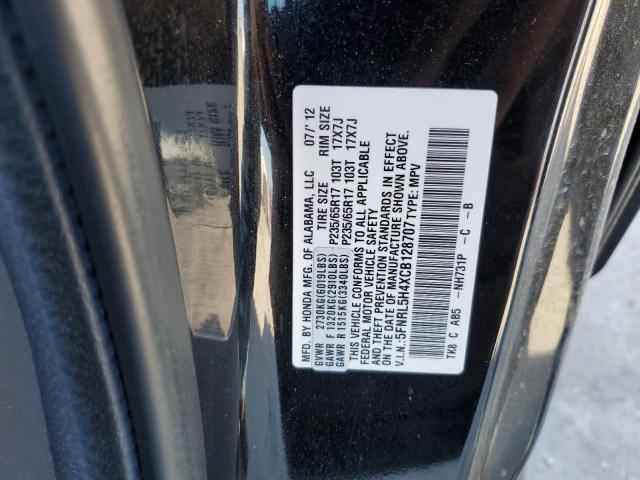 MFD. BY HONDA MFG. OF ALABAMA, LLC 07/' 12
TIRE SIZE RIM SIZE
GVWR 2730KG(6019LBS)
GAWR F 1320KG(2910LBS) P235/65R17 103T 17X7J
GAWR R 1515KG(3340LBS) P235/65R17 103T 17X7J
THIS VEHICLE CONFORMS TO ALL APPLICABLE
FEDERAL MOTOR VEHICLE SAFETY
AND THEFT PREVENTION STANDARDS IN EFFECT
ON THE DATE OF MANUFACTURE SHOWN ABOVE.
V.I.N.:5FNRL5H4XCB128707 TYPE: MPV
TK8 C AB5 -NH731P -C -B